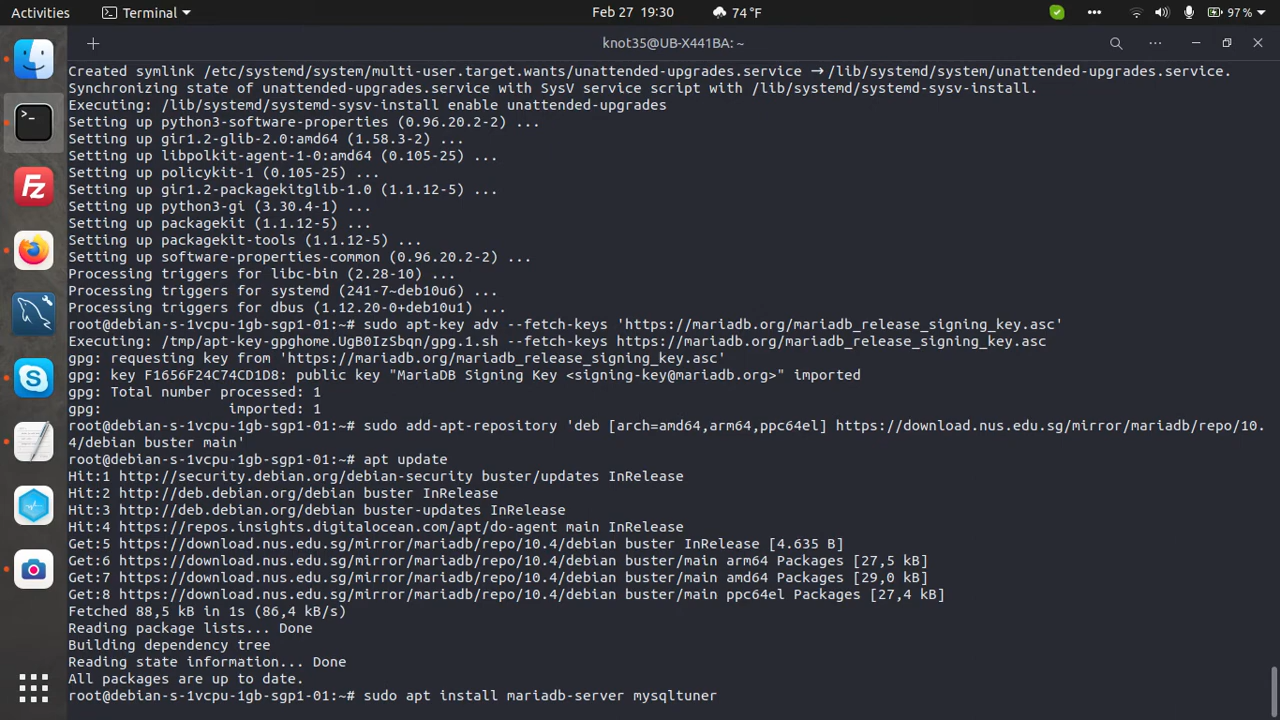 Activities
Terminal
Feb 27 19:30
74 °F
97 %
knot35@UB-X441BA: ~
Created symlink /etc/systemd/system/multi-user.target.wants/unattended-upgrades.service → /lib/systemd/system/unattended-upgrades.service.
Synchronizing state of unattended-upgrades.service with SysV service script with /lib/systemd/systemd-sysv-install.
Executing: /lib/systemd/systemd-sysv-install enable unattended-upgrades
Setting up python3-software-properties (0.96.20.2-2) ...
Setting up gir1.2-glib-2.0:amd64 (1.58.3-2) ...
Setting up libpolkit-agent-1-0:amd64 (0.105-25) ...
Setting up policykit-1 (0.105-25) ...
Setting up gir1.2-packagekitglib-1.0 (1.1.12-5) ...
Setting up python3-gi (3.30.4-1) ...
Setting up packagekit (1.1.12-5) ...
Setting up packagekit-tools (1.1.12-5) ...
Setting up software-properties-common (0.96.20.2-2) ...
Processing triggers for libc-bin (2.28-10) ...
Processing triggers for systemd (241-7~deb10u6) ...
Processing triggers for dbus (1.12.20-0+deb10u1) ...
root@debian-s-1vcpu-1gb-sgp1-01:~# sudo apt-key adv --fetch-keys 'https://mariadb.org/mariadb_release_signing_key.asc'
Executing: /tmp/apt-key-gpghome.UgB0IzSbqn/gpg.1.sh --fetch-keys https://mariadb.org/mariadb_release_signing_key.asc
gpg: requesting key from 'https://mariadb.org/mariadb_release_signing_key.asc'
gpg: key F1656F24C74CD1D8: public key "MariaDB Signing Key <signing-key@mariadb.org>" imported
gpg: Total number processed: 1
gpg:               imported: 1
root@debian-s-1vcpu-1gb-sgp1-01:~# sudo add-apt-repository 'deb [arch=amd64,arm64,ppc64el] https://download.nus.edu.sg/mirror/mariadb/repo/10.
4/debian buster main'
root@debian-s-1vcpu-1gb-sgp1-01:~# apt update
Hit:1 http://security.debian.org/debian-security buster/updates InRelease
Hit:2 http://deb.debian.org/debian buster InRelease
Hit:3 http://deb.debian.org/debian buster-updates InRelease
Hit:4 https://repos.insights.digitalocean.com/apt/do-agent main InRelease
Get:5 https://download.nus.edu.sg/mirror/mariadb/repo/10.4/debian buster InRelease [4.635 B]
Get:6 https://download.nus.edu.sg/mirror/mariadb/repo/10.4/debian buster/main arm64 Packages [27,5 kB]
Get:7 https://download.nus.edu.sg/mirror/mariadb/repo/10.4/debian buster/main amd64 Packages [29,0 kB]
Get:8 https://download.nus.edu.sg/mirror/mariadb/repo/10.4/debian buster/main ppc64el Packages [27,4 kB]
Fetched 88,5 kB in 1s (86,4 kB/s)
Reading package lists... Done
Building dependency tree
Reading state information... Done
All packages are up to date.
root@debian-s-1vcpu-1gb-sgp1-01:~# sudo apt install mariadb-server mysqltuner